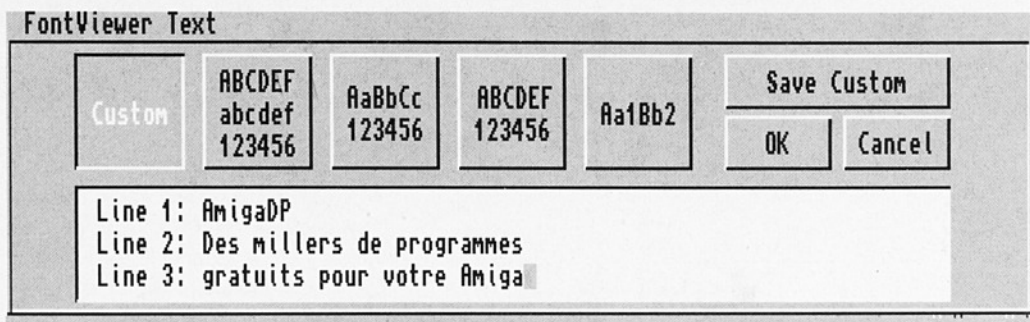 FontViewer Text
Custom
ABCDEF
abcdef
123456
AaBbCc
123456
ABCDEF
123456
Aa1Bb2
Save Custom
OK
Cancel
Line 1: AmigaDP
Line 2: Des millers de programmes
Line 3: gratuits pour votre Amiga